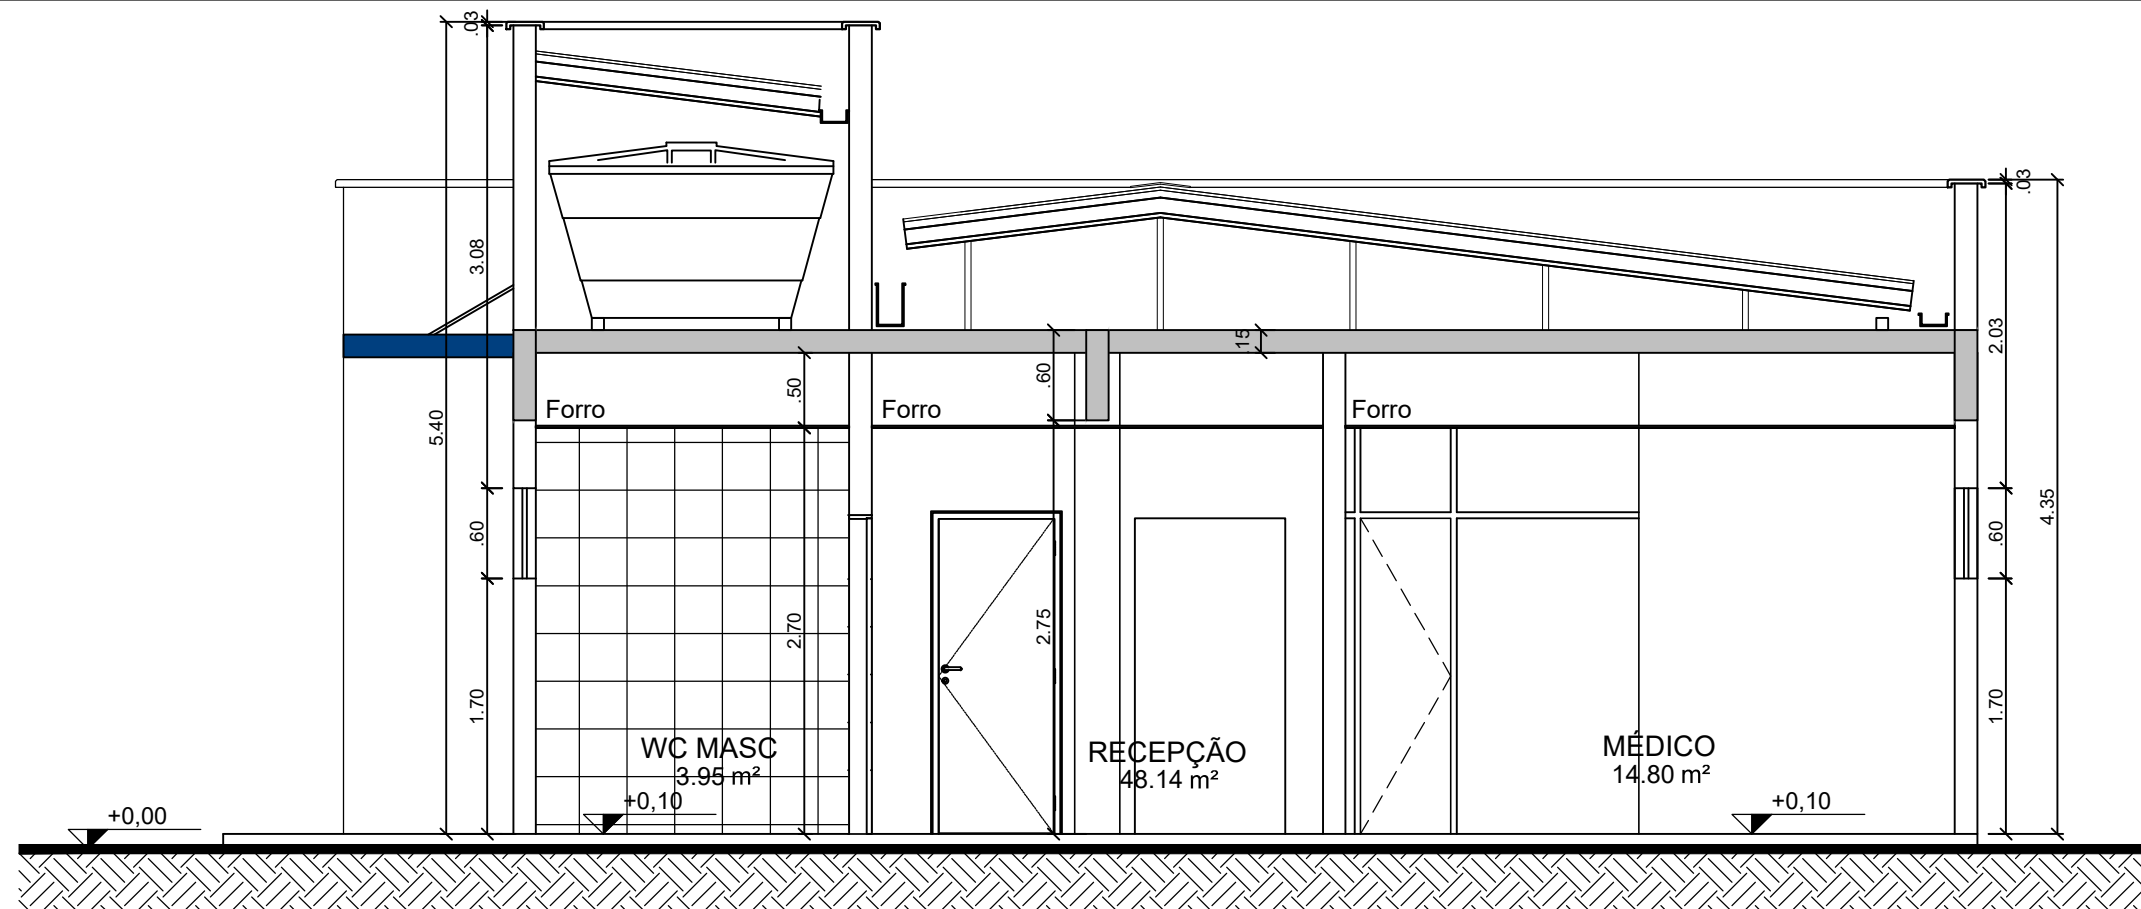 .03
.03
3.08
2.03
.15
.60
.50
Forro
Forro
Forro
5.40
4.35
.60
.60
2.70
2.75
1.70
1.70
WC MASC
3.95 m²
RECEPÇÃO
48.14 m²
MÉDICO
14.80 m²
+0,00
+0,10
+0,10